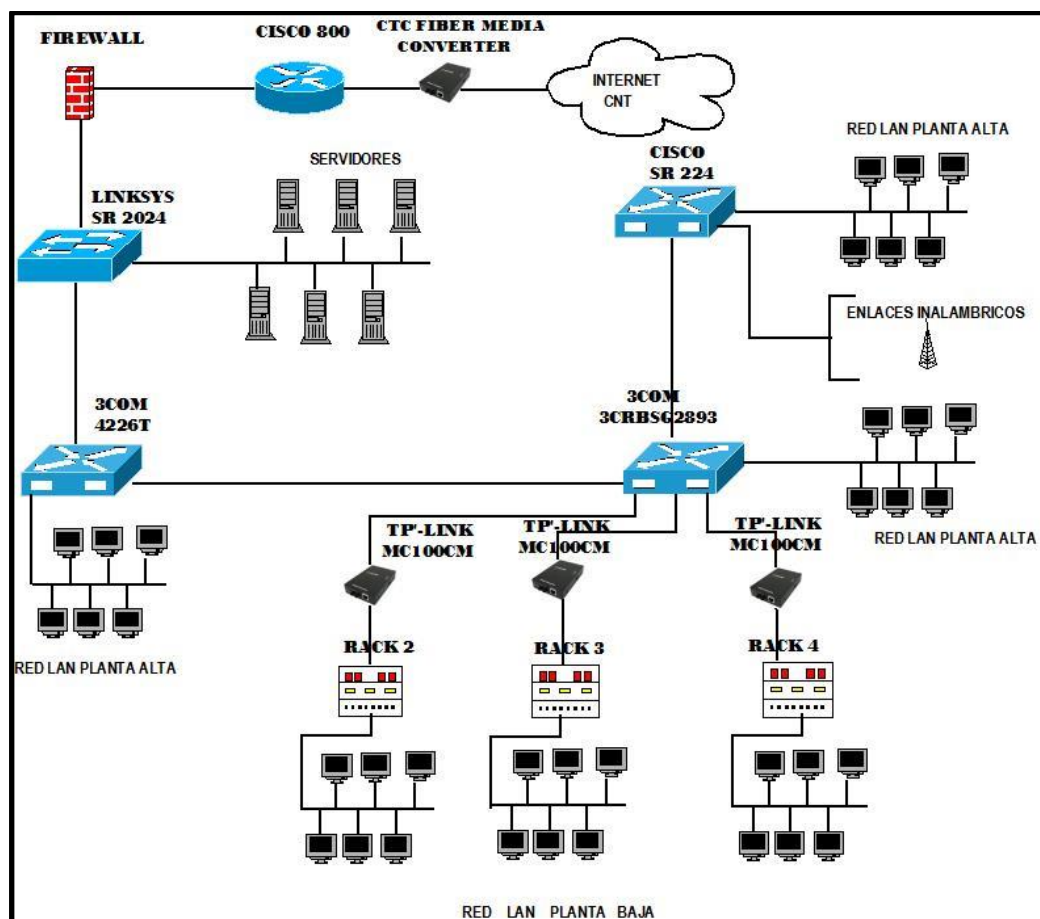 FIREWALL
CISCO 800
CTC FIBER MEDIA
CONVERTER
INTERNET
CNT
RED LAN PLANTA ALTA
SERVIDORES
CISCO
SR 224
LINKSYS
SR 2024
ENLACES INALAMBRICOS
3COM
4226T
3COM
3CRBSG2893
TP'-LINK
MC100CM
TP'-LINK
MC100CM
TP'-LINK
MC100CM
RED LAN PLANTA ALTA
RED LAN PLANTA ALTA
RACK 2
RACK 3
RACK 4
RED LAN PLANTA BAJA